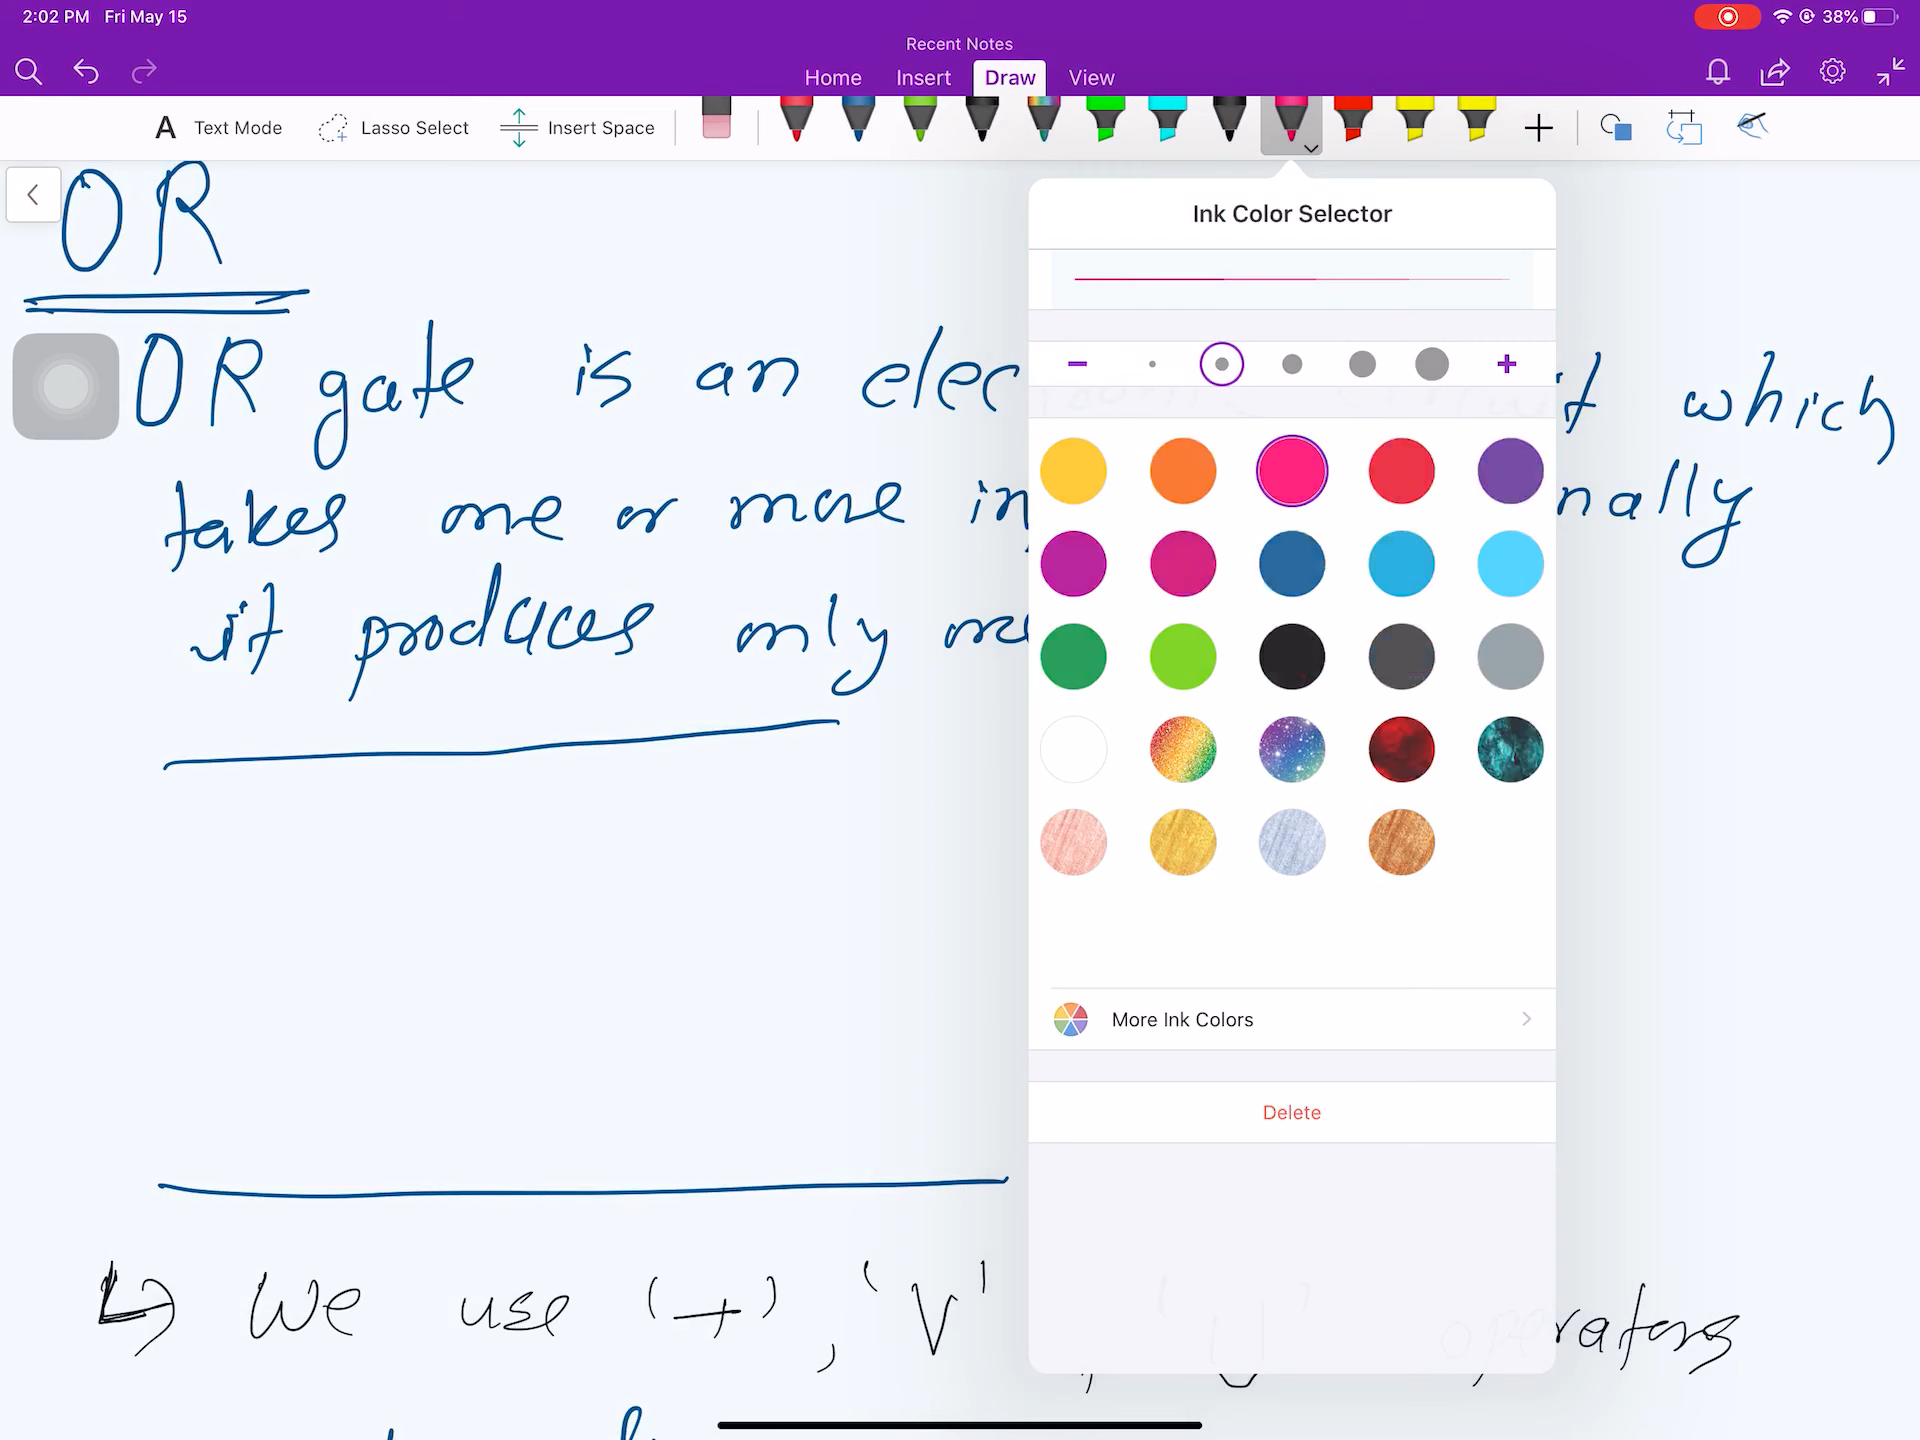 2:02 PM Fri May 15 38%
Recent Notes
Home Insert Draw View
A Text Mode Lasso Select Insert Space
OR
Ink Color Selector
OR gate is an elec which
takes one or more in nally
it produces only one
More Ink Colors
Delete
↳ We use (+), 'V' 'U' operators